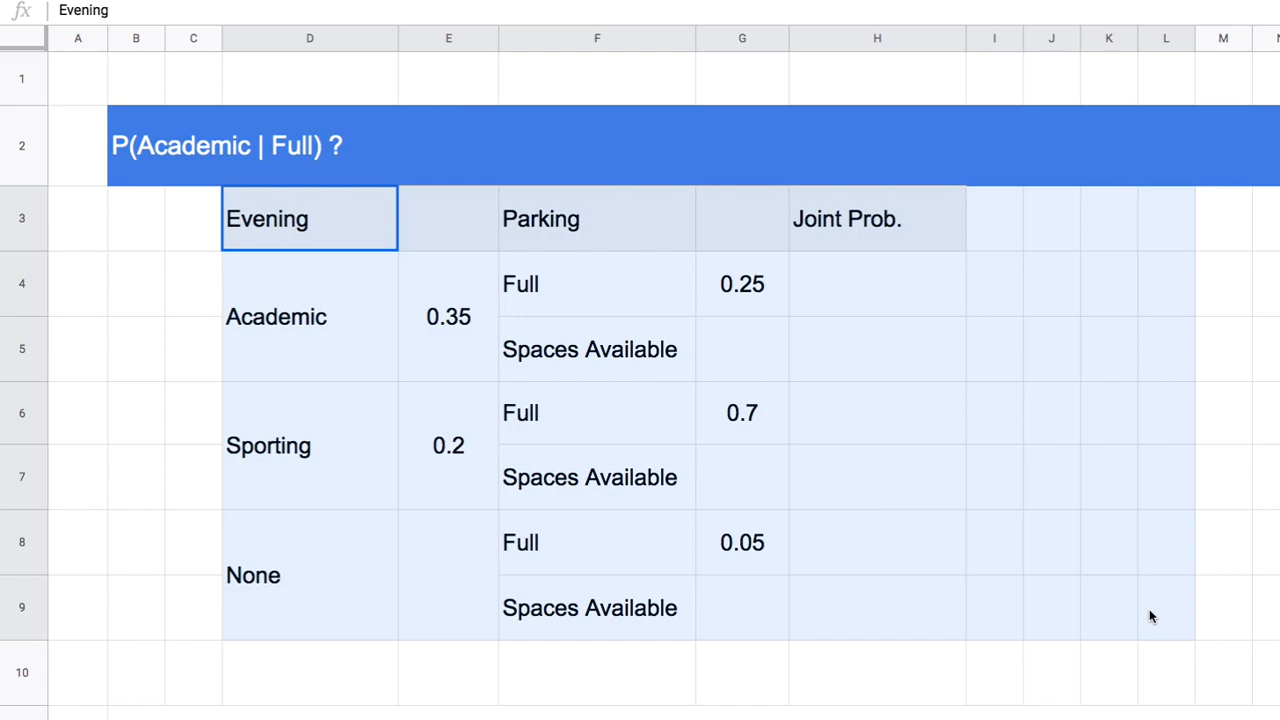 fx Evening
A B C D E F G H I J K L M
1
2 P(Academic | Full) ?
3 Evening Parking Joint Prob.
4 Full 0.25
Academic 0.35
5 Spaces Available
6 Full 0.7
Sporting 0.2
7 Spaces Available
8 Full 0.05
None
9 Spaces Available
10